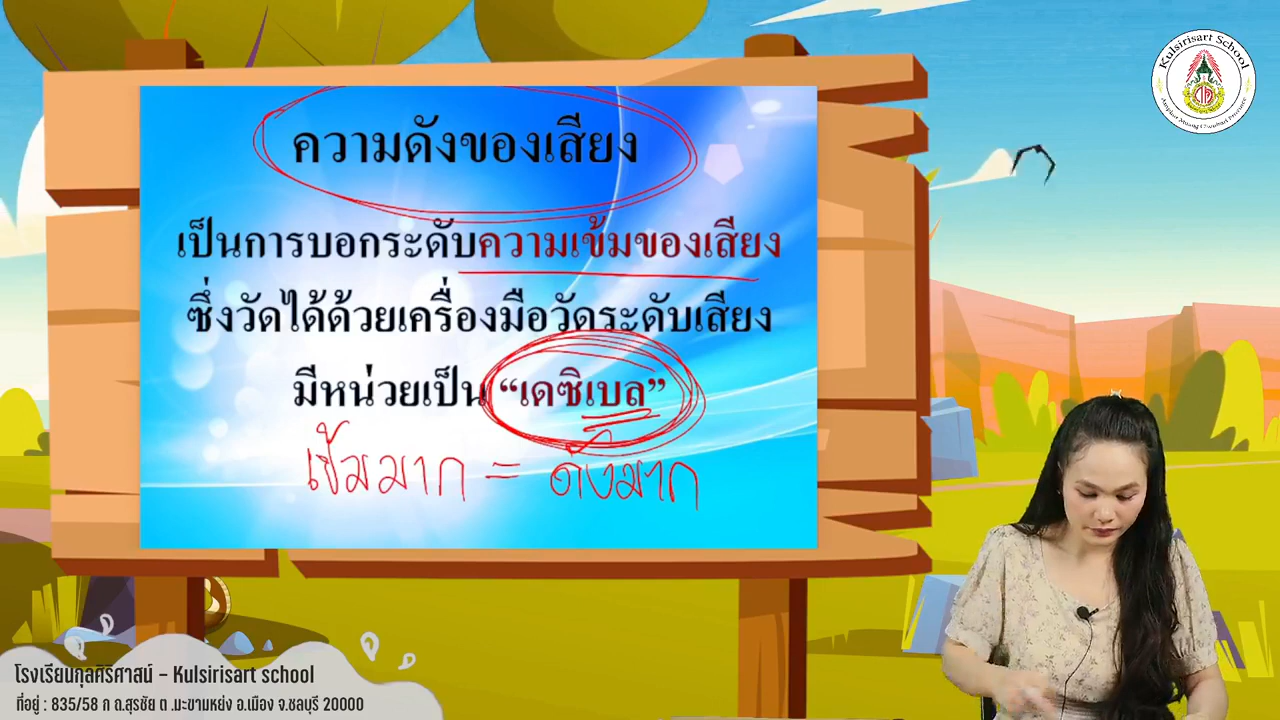 ความดังของเสียง
เป็นการบอกระดับความเข้มของเสียง
ซึ่งวัดได้ด้วยเครื่องมือวัดระดับเสียง
มีหน่วยเป็น “เดซิเบล”
เข้มมาก = ดังมาก
Kulsirisart School
โรงเรียนกุลศิริศาสน์ - Kulsirisart school
ที่อยู่ : 835/58 ก ถ.สุรชัย ต .มะขามหย่ง อ.เมือง จ.ชลบุรี 20000